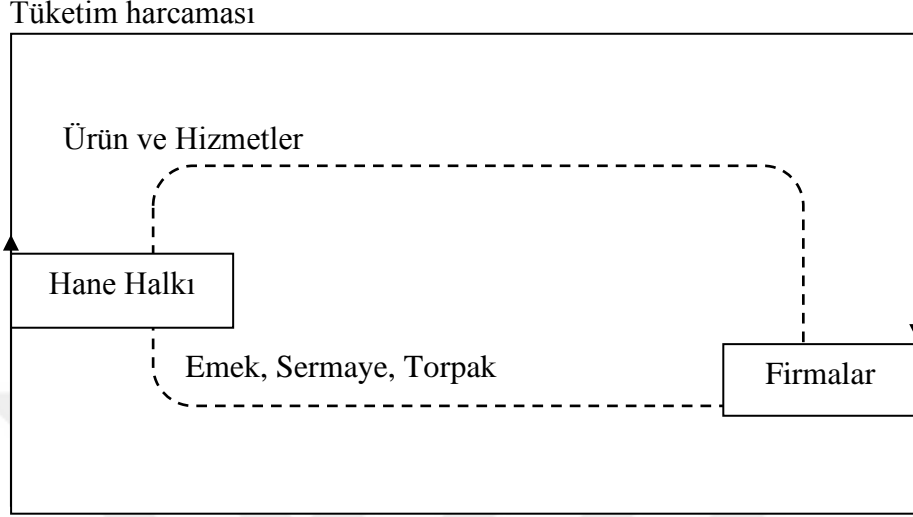 Tüketim harcaması
Ürün ve Hizmetler
Hane Halkı
Emek, Sermaye, Torpak
Firmalar